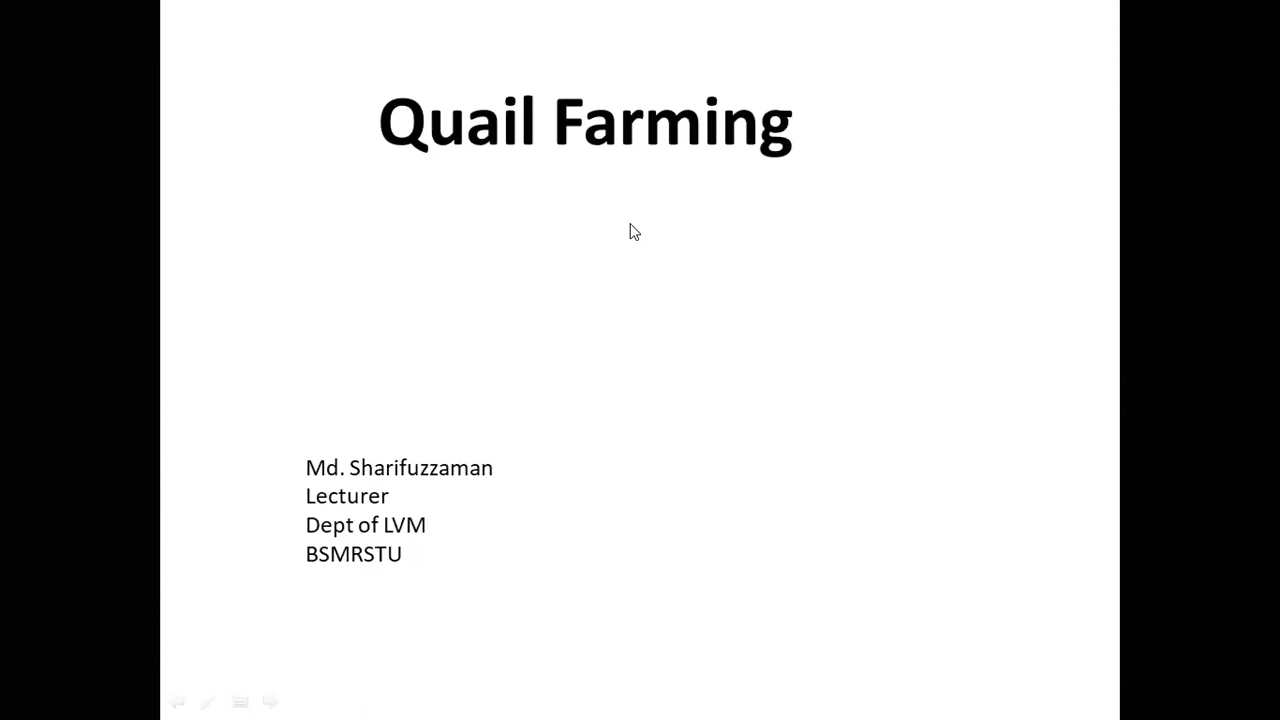 Quail Farming
Md. Sharifuzzaman
Lecturer
Dept of LVM
BSMRSTU